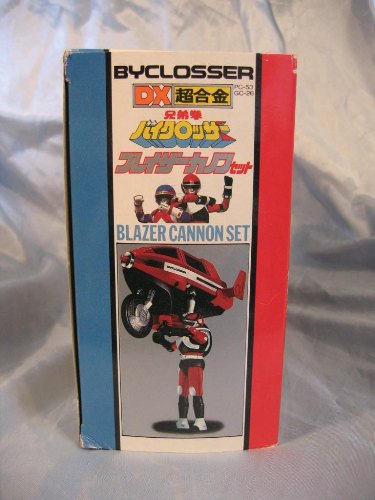 BYCLOSSER
DX 超合金
PC-53
GC-26
兄弟拳
バイクロッサー
ブレイザーカノンセット
BLAZER CANNON SET